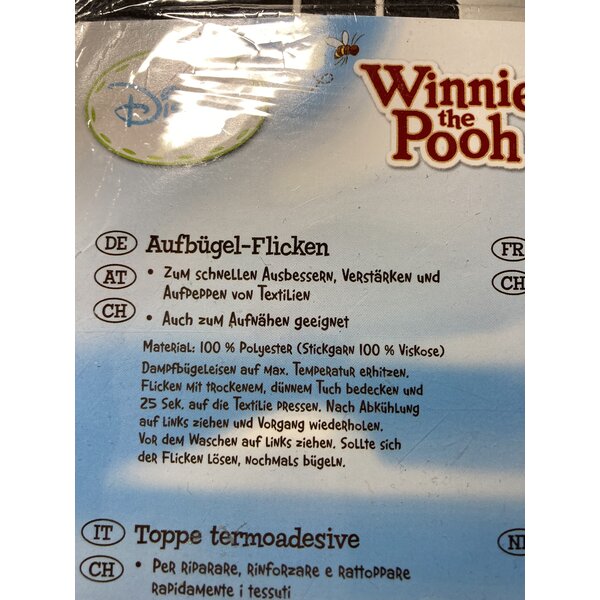 Disney
Winnie
the
Pooh
DE Aufbügel-Flicken
AT • Zum schnellen Ausbessern, Verstärken und
Aufpeppen von Textilien
CH • Auch zum Aufnähen geeignet
Material: 100 % Polyester (Stickgarn 100 % Viskose)
Dampfbügeleisen auf max. Temperatur erhitzen.
Flicken mit trockenem, dünnem Tuch bedecken und
25 Sek. auf die Textilie pressen. Nach Abkühlung
auf links ziehen und Vorgang wiederholen.
Vor dem Waschen auf links ziehen. Sollte sich
der Flicken lösen, nochmals bügeln.
FR
CH
IT Toppe termoadesive
CH • Per riparare, rinforzare e rattoppare
rapidamente i tessuti